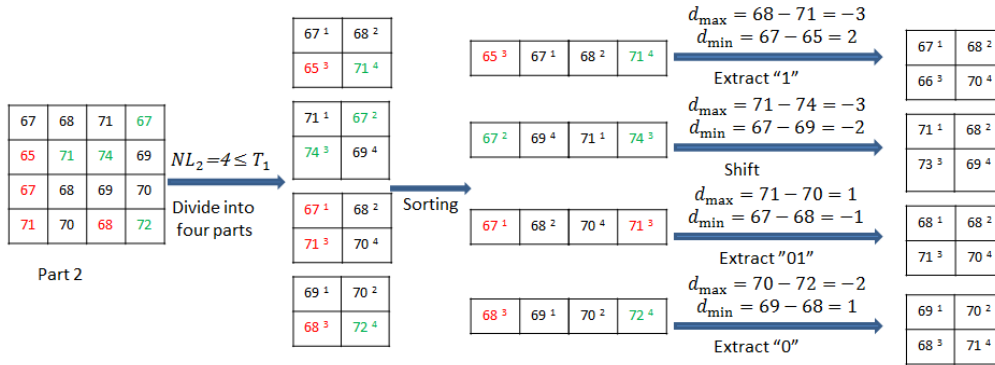 67 68 71 67
65 71 74 69
67 68 69 70
71 70 68 72
Part 2
NL₂=4 ≤ T₁
Divide into
four parts
67 ¹ 68 ²
65 ³ 71 ⁴
71 ¹ 67 ²
74 ³ 69 ⁴
67 ¹ 68 ²
71 ³ 70 ⁴
69 ¹ 70 ²
68 ³ 72 ⁴
Sorting
65 ³ 67 ¹ 68 ² 71 ⁴
67 ² 69 ⁴ 71 ¹ 74 ³
67 ¹ 68 ² 70 ⁴ 71 ³
68 ³ 69 ¹ 70 ² 72 ⁴
d_max = 68 − 71 = −3
d_min = 67 − 65 = 2
Extract "1"
d_max = 71 − 74 = −3
d_min = 67 − 69 = −2
Shift
d_max = 71 − 70 = 1
d_min = 67 − 68 = −1
Extract "01"
d_max = 70 − 72 = −2
d_min = 69 − 68 = 1
Extract "0"
67 ¹ 68 ²
66 ³ 70 ⁴
71 ¹ 68 ²
73 ³ 69 ⁴
68 ¹ 68 ²
71 ³ 70 ⁴
69 ¹ 70 ²
68 ³ 71 ⁴